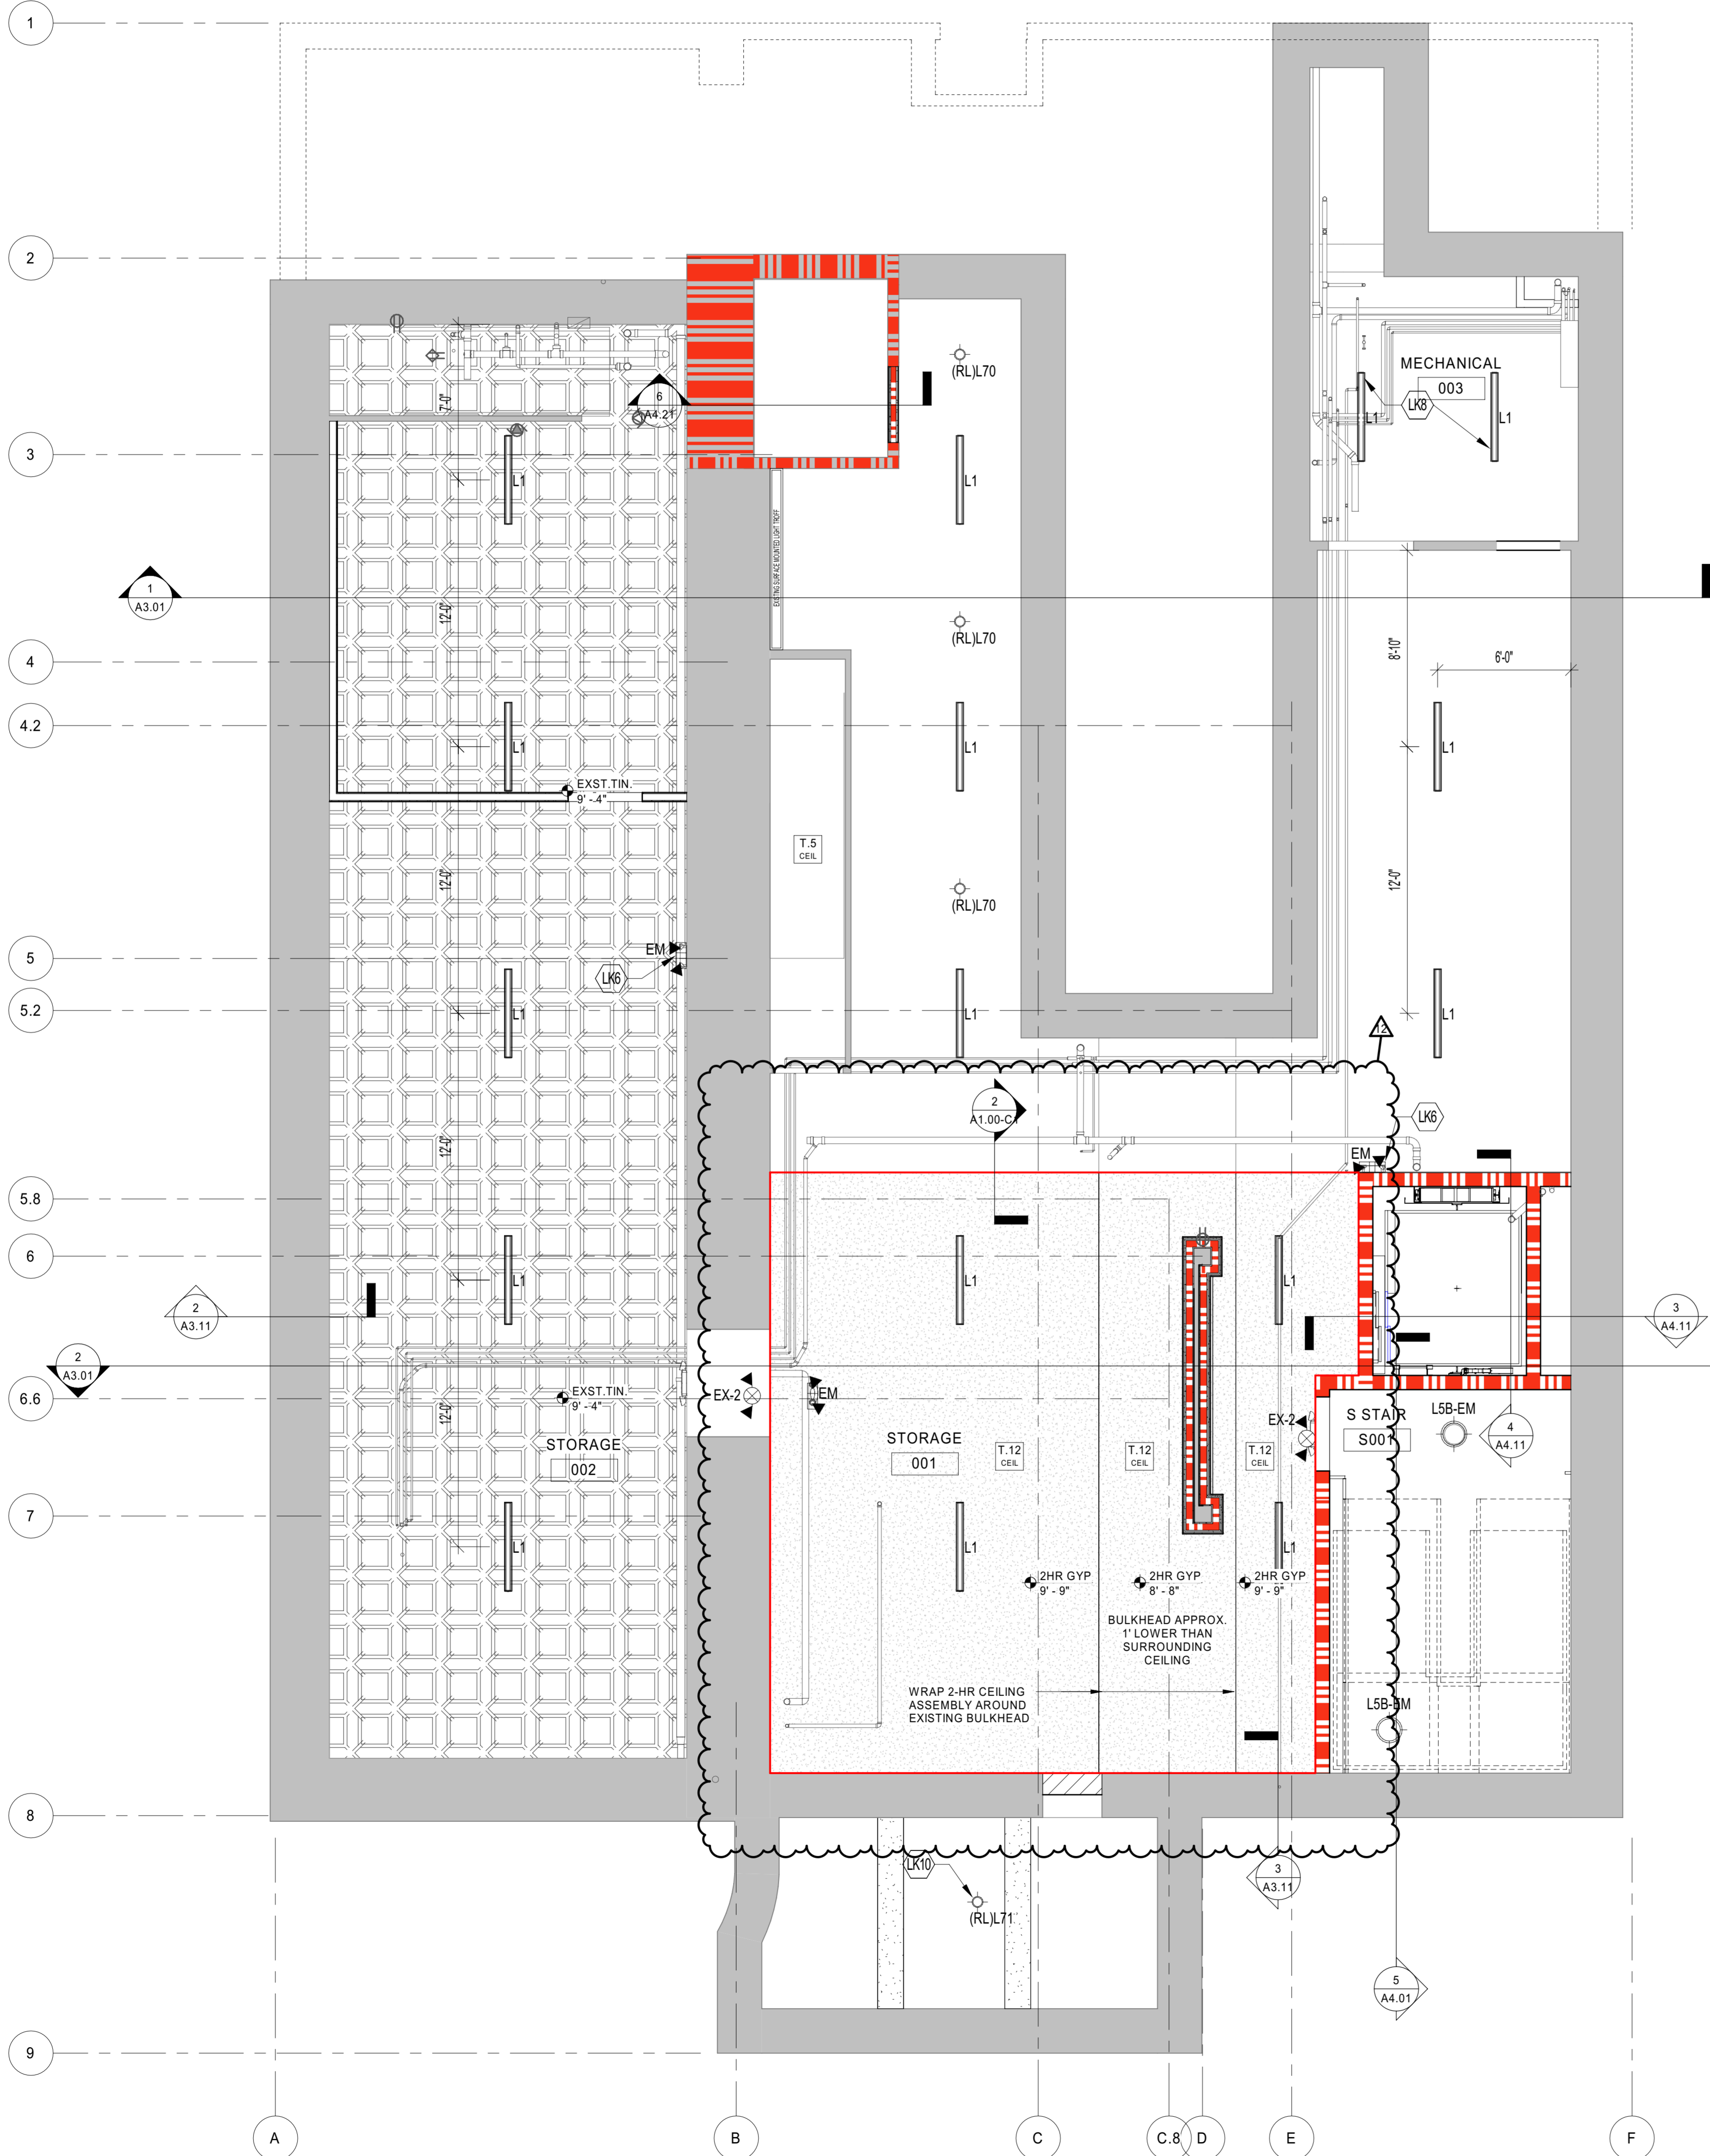 1
2
6
A4.21
(RL)L70
MECHANICAL
003
LK8
L1
L1
7'-0"
3
L1
L1
EXISTING SURFACE MOUNTED LIGHT TROFF
1
A3.01
12'-0"
(RL)L70
8'-10"
6'-0"
4
4.2
L1
L1
L1
EXST.TIN.
9' - 4"
T.5
CEIL
12'-0"
12'-0"
(RL)L70
5
EM
LK6
5.2
L1
L1
L1
12
2
A1.00-C1
LK6
12'-0"
EM
5.8
6
L1
L1
L1
2
A3.11
3
A4.11
2
A3.01
6.6
EXST.TIN.
9' - 4"
12'-0"
EX-2
EM
EX-2
S STAIR
S001
L5B-EM
4
A4.11
STORAGE
002
STORAGE
001
T.12
CEIL
T.12
CEIL
T.12
CEIL
7
L1
L1
L1
2HR GYP
9' - 9"
2HR GYP
8' - 8"
2HR GYP
9' - 9"
BULKHEAD APPROX.
1' LOWER THAN
SURROUNDING
CEILING
WRAP 2-HR CEILING
ASSEMBLY AROUND
EXISTING BULKHEAD
L5B-EM
8
LK10
(RL)L71
3
A3.11
5
A4.01
9
A
B
C
C.8
D
E
F